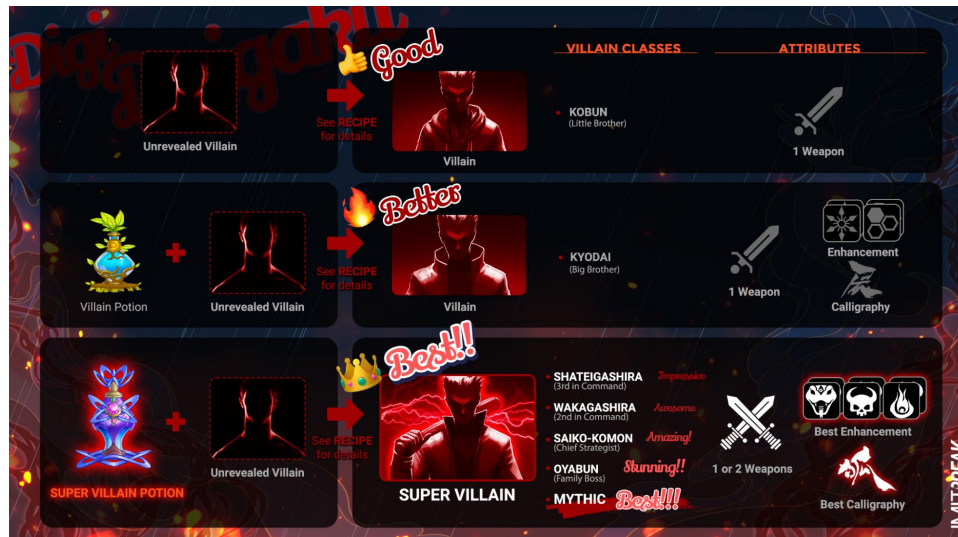 Good
VILLAIN CLASSES
ATTRIBUTES
Unrevealed Villain
See RECIPE
for details
Villain
KOBUN
(Little Brother)
1 Weapon
Better
Villain Potion
Unrevealed Villain
See RECIPE
for details
Villain
KYODAI
(Big Brother)
1 Weapon
Enhancement
Calligraphy
Best!!
SUPER VILLAIN POTION
Unrevealed Villain
See RECIPE
for details
SUPER VILLAIN
SHATEIGASHIRA Impressive
(3rd in Command)
WAKAGASHIRA Awesome
(2nd in Command)
SAIKO-KOMON Amazing!
(Chief Strategist)
OYABUN Stunning!!
(Family Boss)
MYTHIC Best!!!
1 or 2 Weapons
Best Enhancement
Best Calligraphy